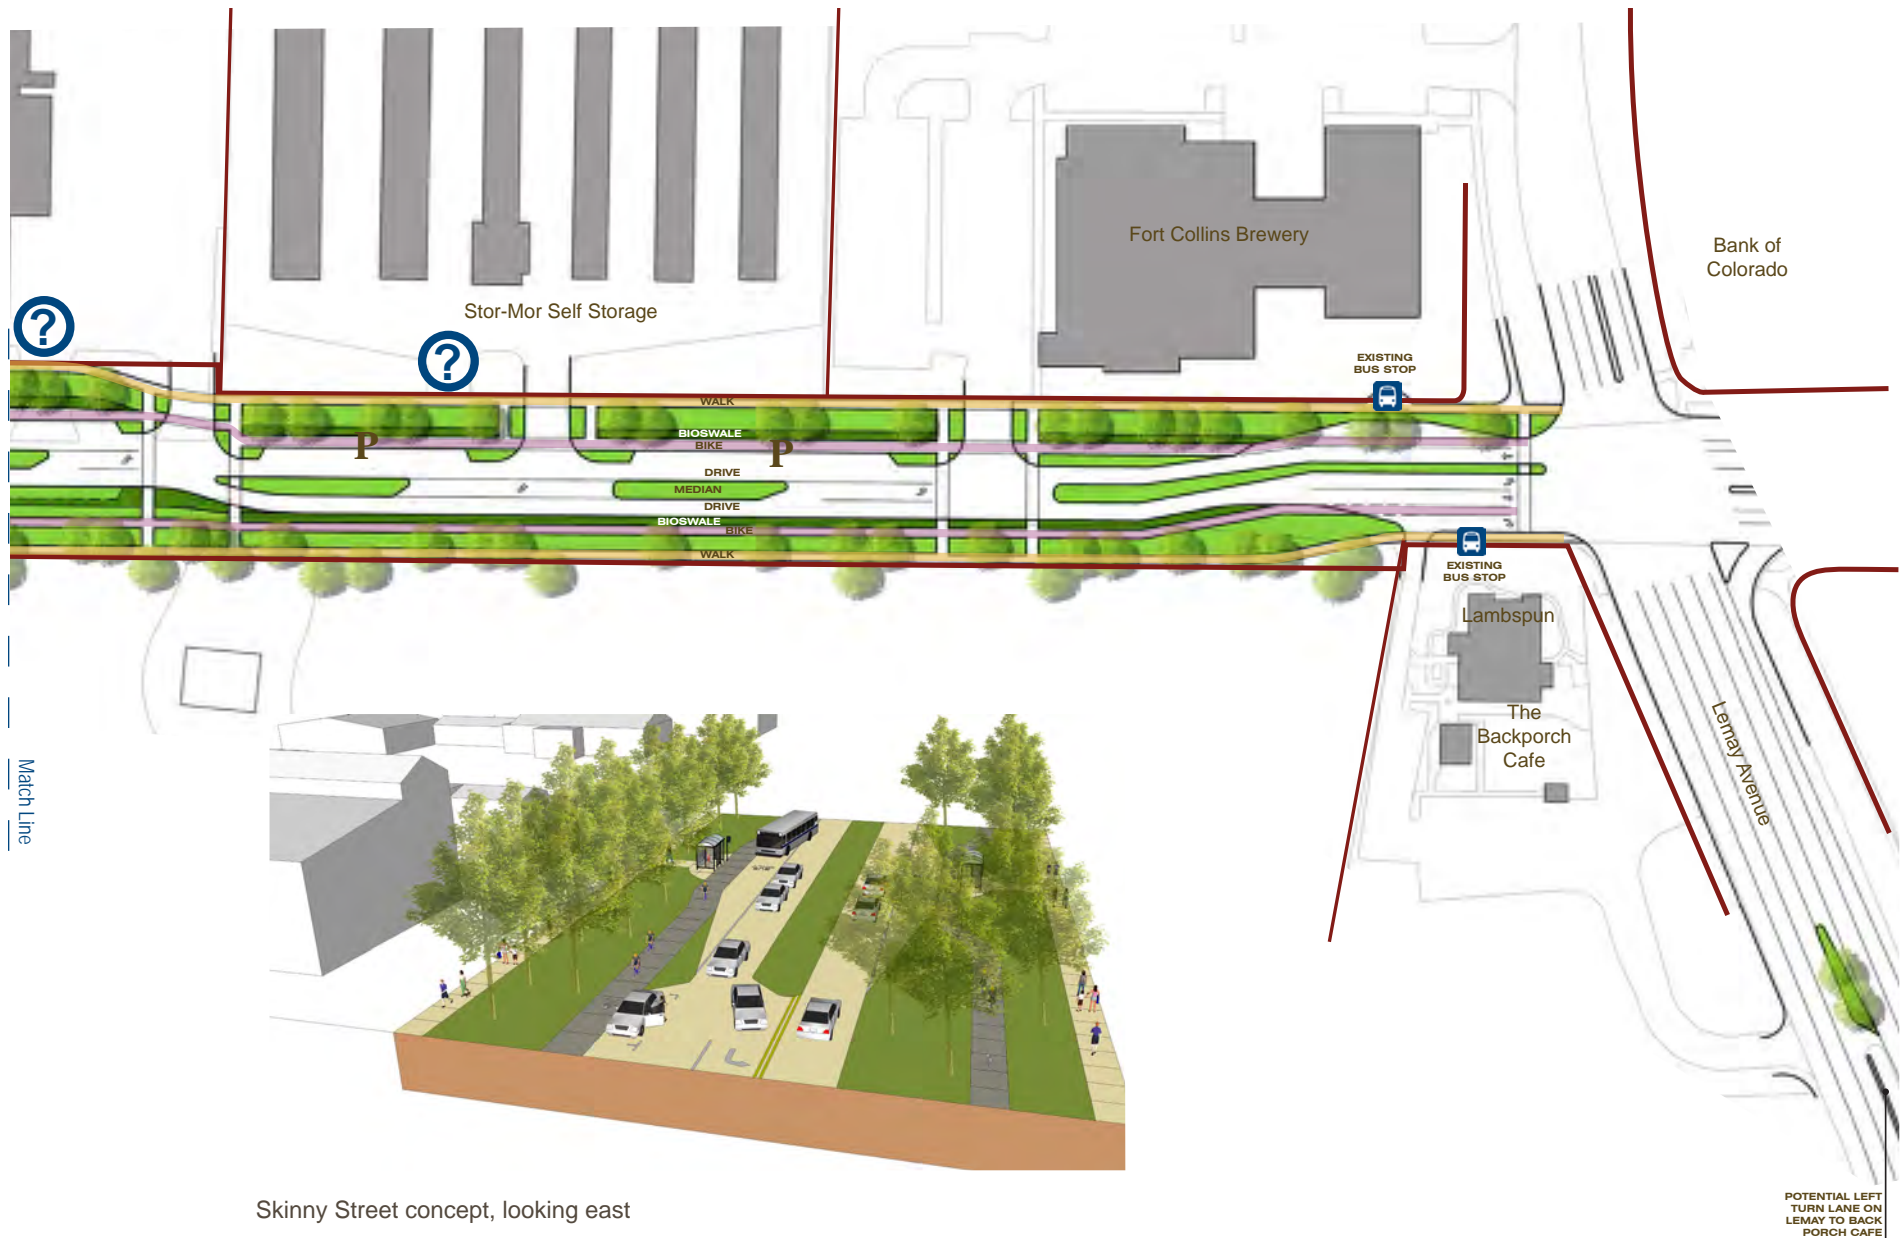 Fort Collins Brewery
Bank of
Colorado
Stor-Mor Self Storage
?
?
EXISTING
BUS STOP
WALK
BIOSWALE
BIKE
P
P
DRIVE
MEDIAN
DRIVE
BIOSWALE
BIKE
WALK
EXISTING
BUS STOP
Lambspun
The
Backporch
Cafe
Lemay Avenue
Match Line
Skinny Street concept, looking east
POTENTIAL LEFT
TURN LANE ON
LEMAY TO BACK
PORCH CAFE